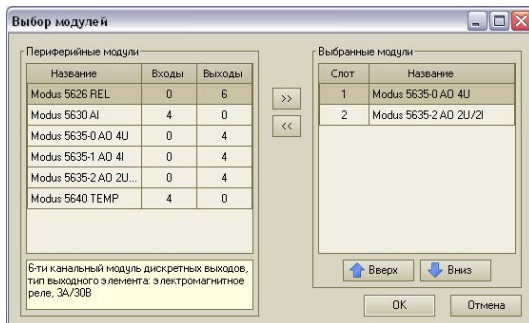 Выбор модулей
Периферийные модули
Название Входы Выходы
Modus 5626 REL 0 6
Modus 5630 AI 4 0
Modus 5635-0 AO 4U 0 4
Modus 5635-1 AO 4I 0 4
Modus 5635-2 AO 2U... 0 4
Modus 5640 TEMP 4 0
6-ти канальный модуль дискретных выходов,
тип выходного элемента: электромагнитное
реле, 3А/30В
>>
<<
Выбранные модули
Слот Название
1 Modus 5635-0 AO 4U
2 Modus 5635-2 AO 2U/2I
Вверх Вниз
OK Отмена